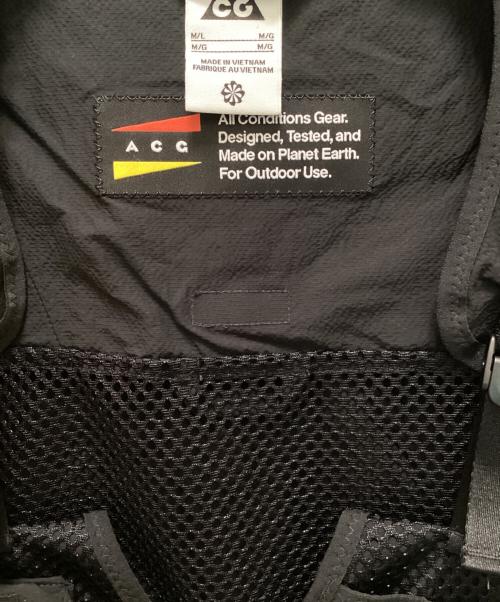 CG
M/L M/G
M/G M/G
MADE IN VIETNAM
FABRIQUE AU VIETNAM
A C G
All Conditions Gear.
Designed, Tested, and
Made on Planet Earth.
For Outdoor Use.